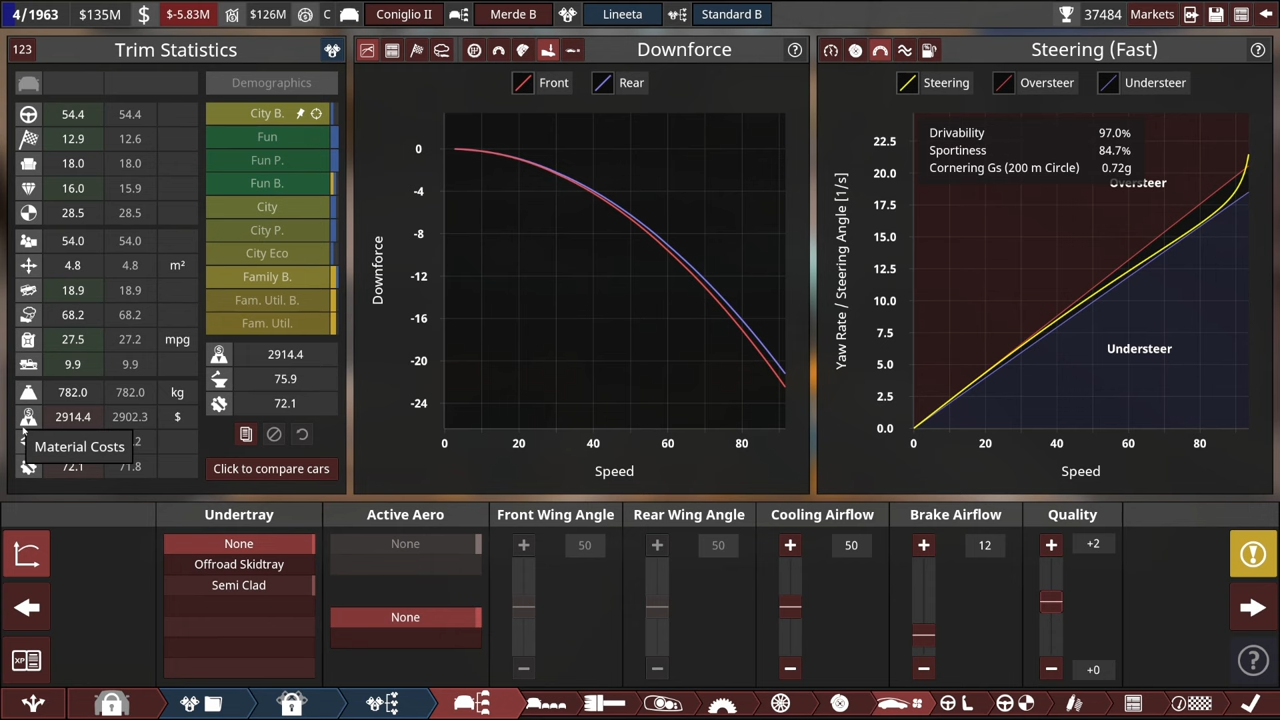 4/1963 $135M $ $-5.83M $126M C Coniglio II Merde B Lineeta Standard B 37484 Markets
123 Trim Statistics
Demographics
54.4 54.4
12.9 12.6
18.0 18.0
16.0 15.9
28.5 28.5
54.0 54.0
4.8 4.8 m²
18.9 18.9
68.2 68.2
27.5 27.2 mpg
9.9 9.9
782.0 782.0 kg
2914.4 2902.3 $
Material Costs
2
72.1 71.8
City B.
Fun
Fun P.
Fun B.
City
City P.
City Eco
Family B.
Fam. Util. B.
Fam. Util.
2914.4
75.9
72.1
Click to compare cars
Downforce ?
Front Rear
0
-4
-8
-12
-16
-20
-24
Downforce
0 20 40 60 80
Speed
Steering (Fast) ?
Steering Oversteer Understeer
Drivability 97.0%
Sportiness 84.7%
Cornering Gs (200 m Circle) 0.72g
Oversteer
Understeer
22.5
20.0
17.5
15.0
12.5
10.0
7.5
5.0
2.5
0.0
Yaw Rate / Steering Angle [1/s]
0 20 40 60 80
Speed
Undertray
None
Offroad Skidtray
Semi Clad
Active Aero
None
None
Front Wing Angle
50
Rear Wing Angle
50
Cooling Airflow
50
Brake Airflow
12
Quality
+2
+0
XP
?